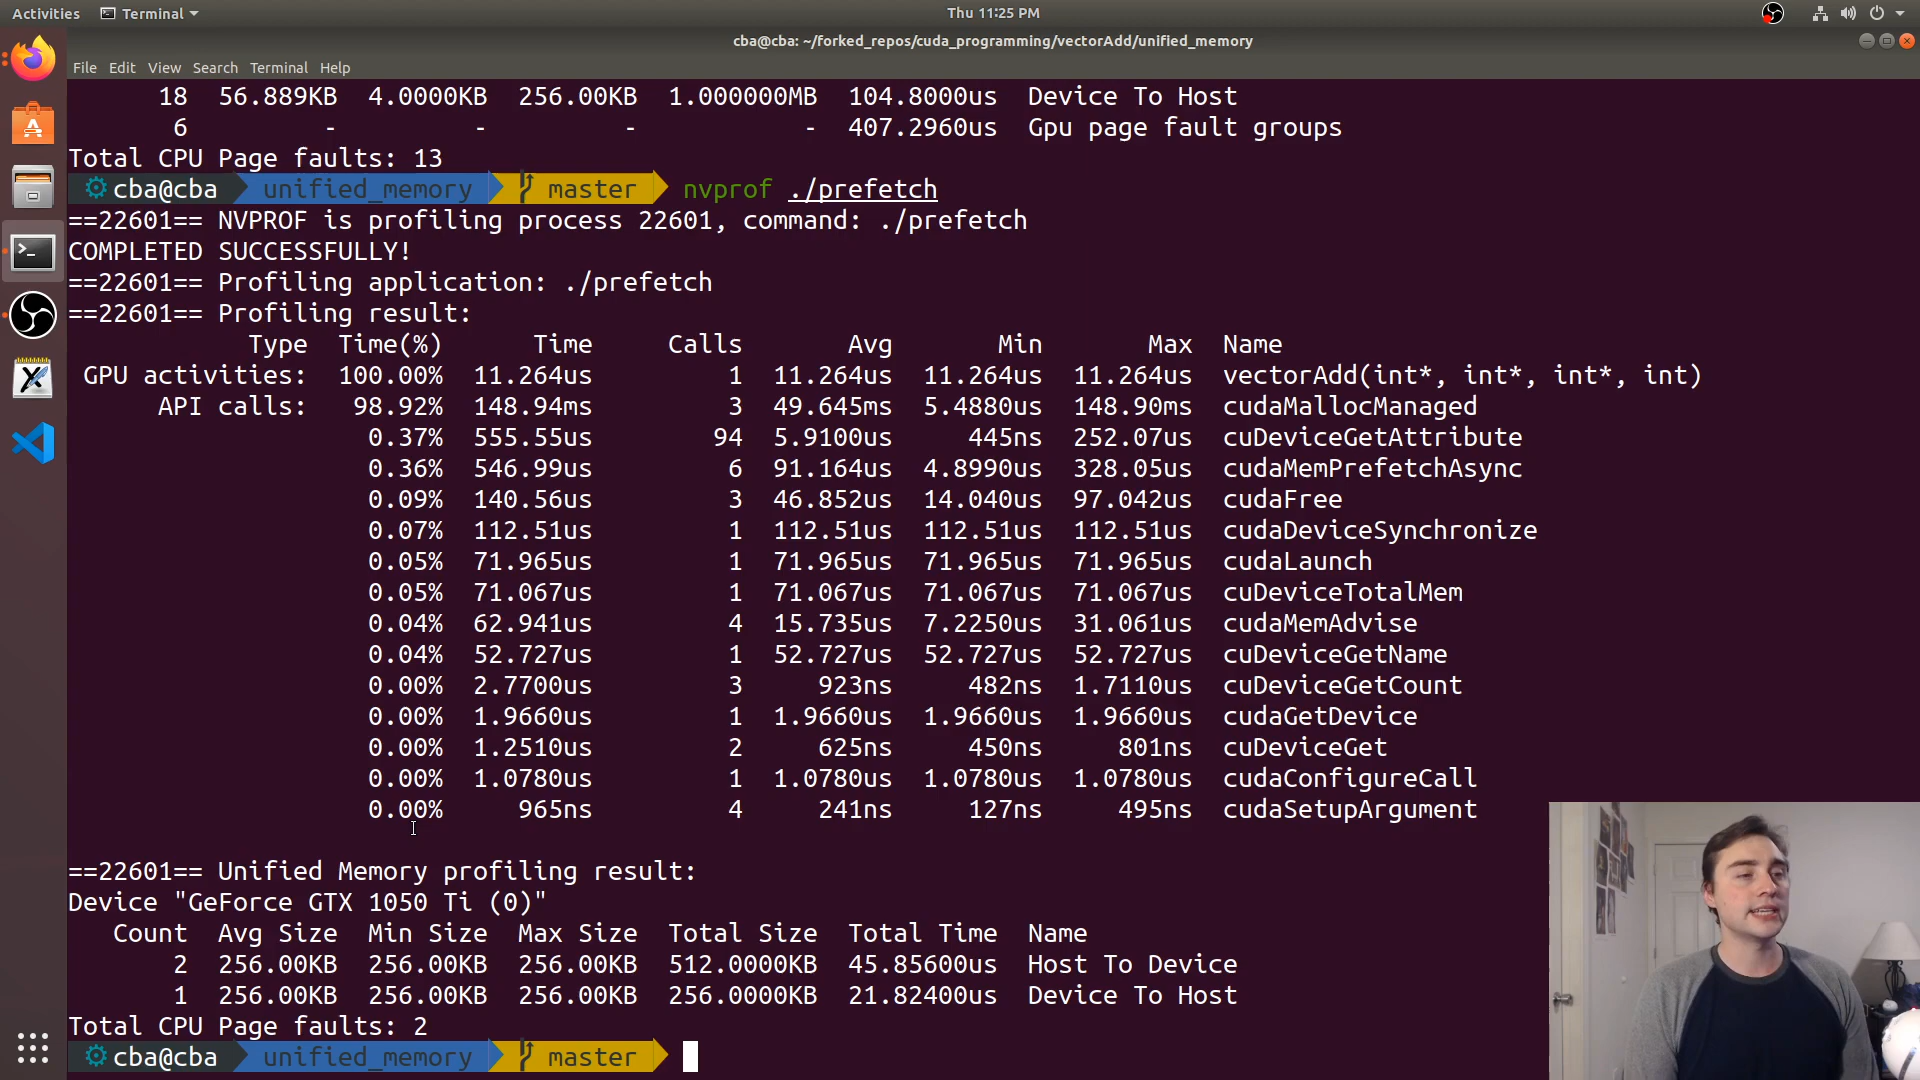 Activities Terminal Thu 11:25 PM
cba@cba: ~/forked_repos/cuda_programming/vectorAdd/unified_memory
File Edit View Search Terminal Help
18 56.889KB 4.0000KB 256.00KB 1.000000MB 104.8000us Device To Host
6 - - - - 407.2960us Gpu page fault groups
Total CPU Page faults: 13
cba@cba unified_memory master nvprof ./prefetch
==22601== NVPROF is profiling process 22601, command: ./prefetch
COMPLETED SUCCESSFULLY!
==22601== Profiling application: ./prefetch
==22601== Profiling result:
Type Time(%) Time Calls Avg Min Max Name
GPU activities: 100.00% 11.264us 1 11.264us 11.264us 11.264us vectorAdd(int*, int*, int*, int)
API calls: 98.92% 148.94ms 3 49.645ms 5.4880us 148.90ms cudaMallocManaged
0.37% 555.55us 94 5.9100us 445ns 252.07us cuDeviceGetAttribute
0.36% 546.99us 6 91.164us 4.8990us 328.05us cudaMemPrefetchAsync
0.09% 140.56us 3 46.852us 14.040us 97.042us cudaFree
0.07% 112.51us 1 112.51us 112.51us 112.51us cudaDeviceSynchronize
0.05% 71.965us 1 71.965us 71.965us 71.965us cudaLaunch
0.05% 71.067us 1 71.067us 71.067us 71.067us cuDeviceTotalMem
0.04% 62.941us 4 15.735us 7.2250us 31.061us cudaMemAdvise
0.04% 52.727us 1 52.727us 52.727us 52.727us cuDeviceGetName
0.00% 2.7700us 3 923ns 482ns 1.7110us cuDeviceGetCount
0.00% 1.9660us 1 1.9660us 1.9660us 1.9660us cudaGetDevice
0.00% 1.2510us 2 625ns 450ns 801ns cuDeviceGet
0.00% 1.0780us 1 1.0780us 1.0780us 1.0780us cudaConfigureCall
0.00% 965ns 4 241ns 127ns 495ns cudaSetupArgument
==22601== Unified Memory profiling result:
Device "GeForce GTX 1050 Ti (0)"
Count Avg Size Min Size Max Size Total Size Total Time Name
2 256.00KB 256.00KB 256.00KB 512.0000KB 45.85600us Host To Device
1 256.00KB 256.00KB 256.00KB 256.0000KB 21.82400us Device To Host
Total CPU Page faults: 2
cba@cba unified_memory master